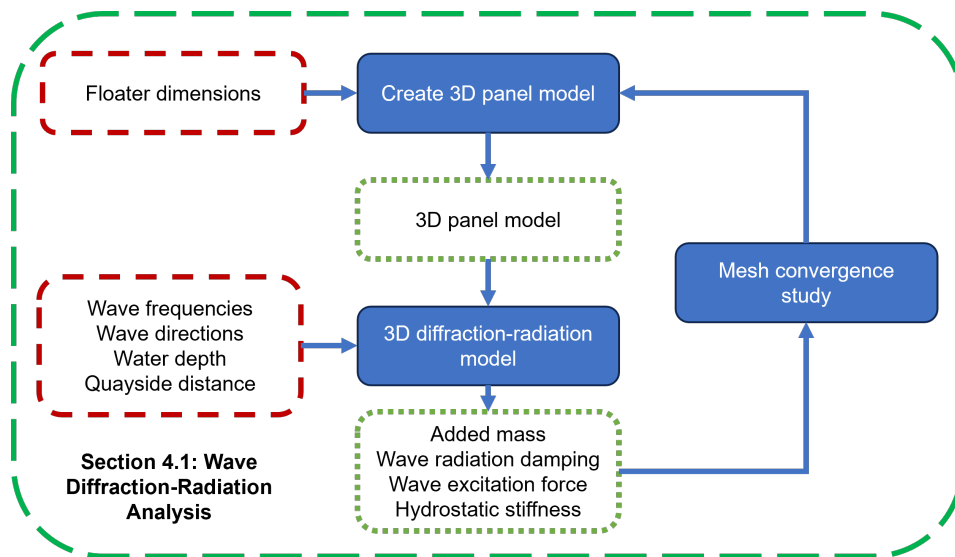 Floater dimensions
Create 3D panel model
3D panel model
Mesh convergence
study
Wave frequencies
Wave directions
Water depth
Quayside distance
3D diffraction-radiation
model
Added mass
Wave radiation damping
Wave excitation force
Hydrostatic stiffness
Section 4.1: Wave
Diffraction-Radiation
Analysis